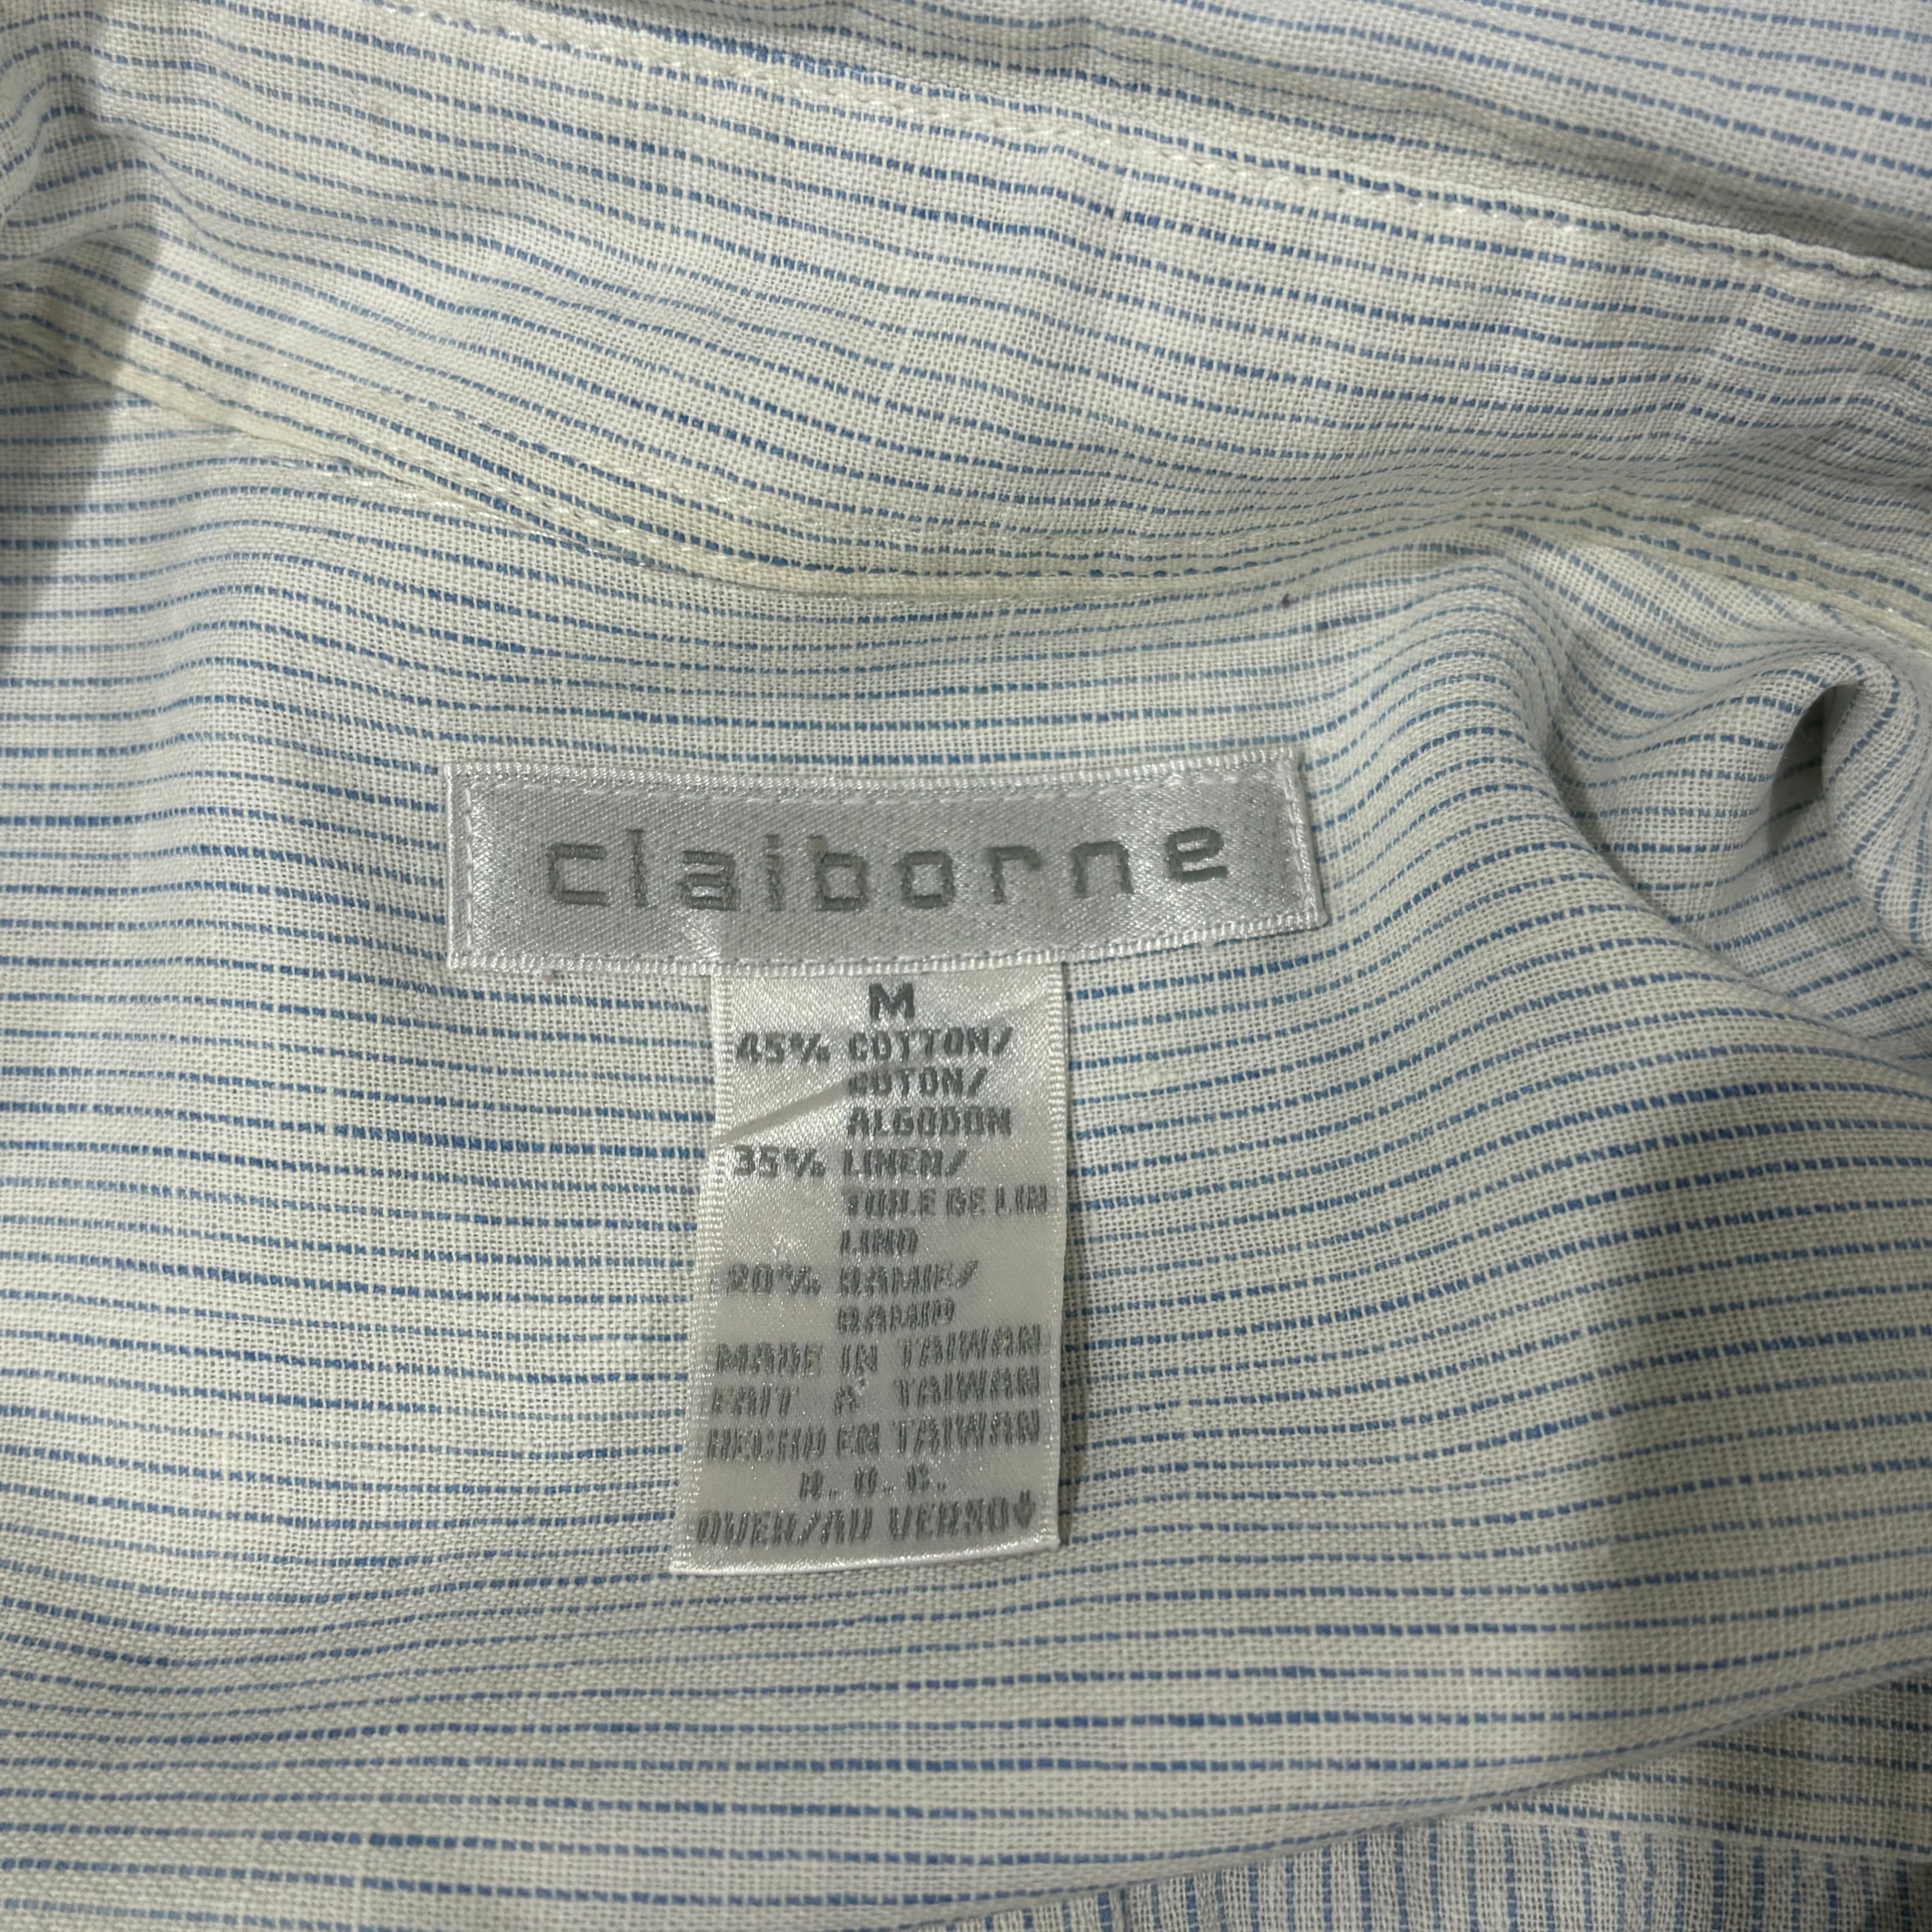 claiborne
M
45% COTTON/
COTON/
ALGODON
35% LINEN/
TOILE DE LIN
LINO
20% RAMIE/
RAMIO
MADE IN TAIWAN
FAIT A TAIWAN
HECHO EN TAIWAN
R.O.C.
OVER/AU VERSO↓